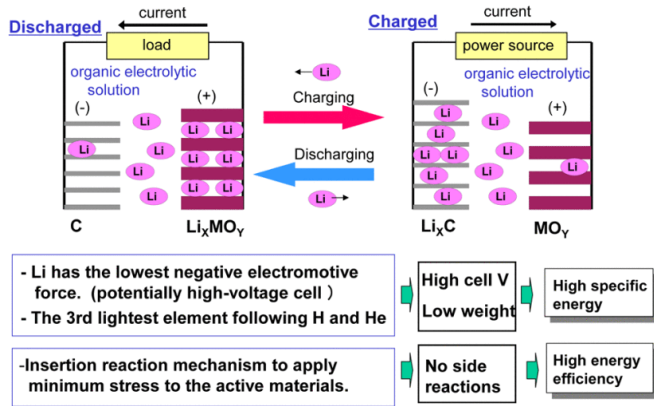 Discharged
current
load
organic electrolytic
solution
(-)
(+)
Li
Li
Li
Li
Li
Li
Li
Li
Li
Li
Li
C
LiXMOY
Li
Charging
Discharging
Li
Charged
current
power source
organic electrolytic
solution
(-)
(+)
Li
Li
Li
Li
Li
Li
Li
Li
Li
Li
LiXC
MOY
- Li has the lowest negative electromotive
force. (potentially high-voltage cell )
- The 3rd lightest element following H and He
High cell V
Low weight
High specific
energy
-Insertion reaction mechanism to apply
minimum stress to the active materials.
No side
reactions
High energy
efficiency